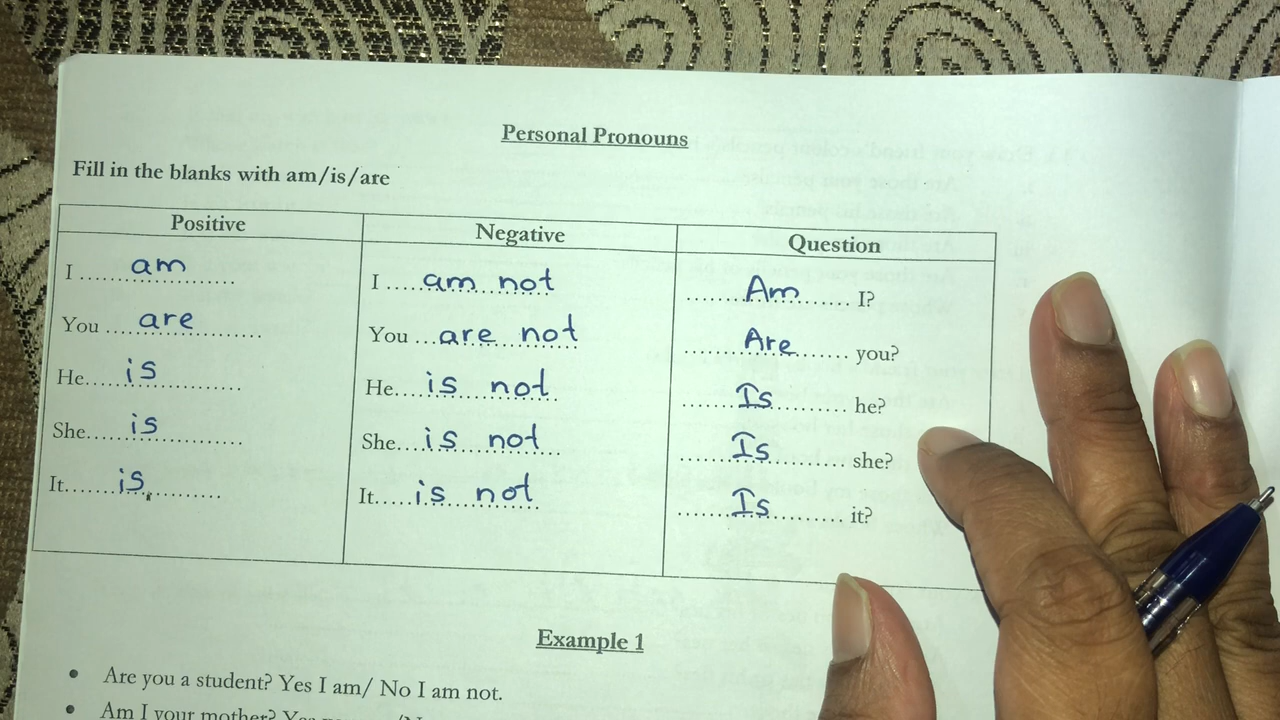 Personal Pronouns
Fill in the blanks with am/is/are
Positive Negative Question
I ....... am ............ I ..... am not ...... Am ........ I?
You ..... are ............ You ... are not ...... Are ........ you?
He...... is ............ He.... is not ...... Is ........ he?
She...... is ............ She.... is not ...... Is ........ she?
It...... is ............ It..... is not ...... Is ........ it?
Example 1
• Are you a student? Yes I am/ No I am not.
• Am I your mother? Yes